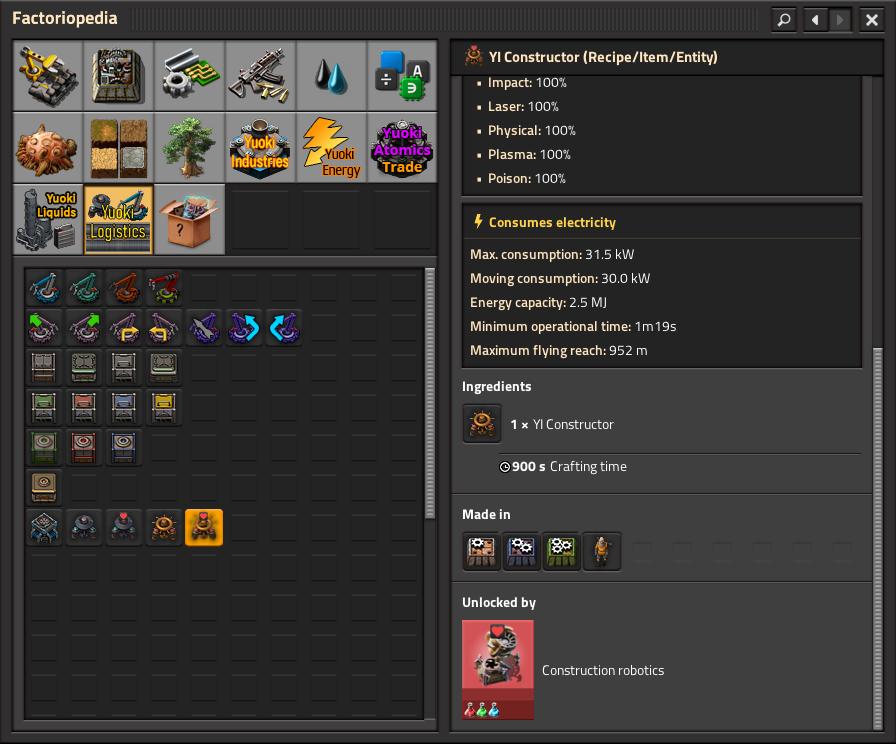 Factoriopedia
Yuoki
Industries
Yuoki
Energy
Yuoki
Atomics
Trade
Yuoki
Liquids
Yuoki
Logistics
YI Constructor (Recipe/Item/Entity)
Impact: 100%
Laser: 100%
Physical: 100%
Plasma: 100%
Poison: 100%
Consumes electricity
Max. consumption: 31.5 kW
Moving consumption: 30.0 kW
Energy capacity: 2.5 MJ
Minimum operational time: 1m19s
Maximum flying reach: 952 m
Ingredients
1 × YI Constructor
900 s Crafting time
Made in
Unlocked by
Construction robotics